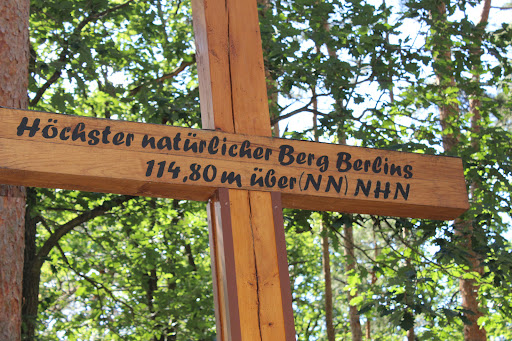 Höchster natürlicher Berg Berlins
114,80 m über (NN) NHN